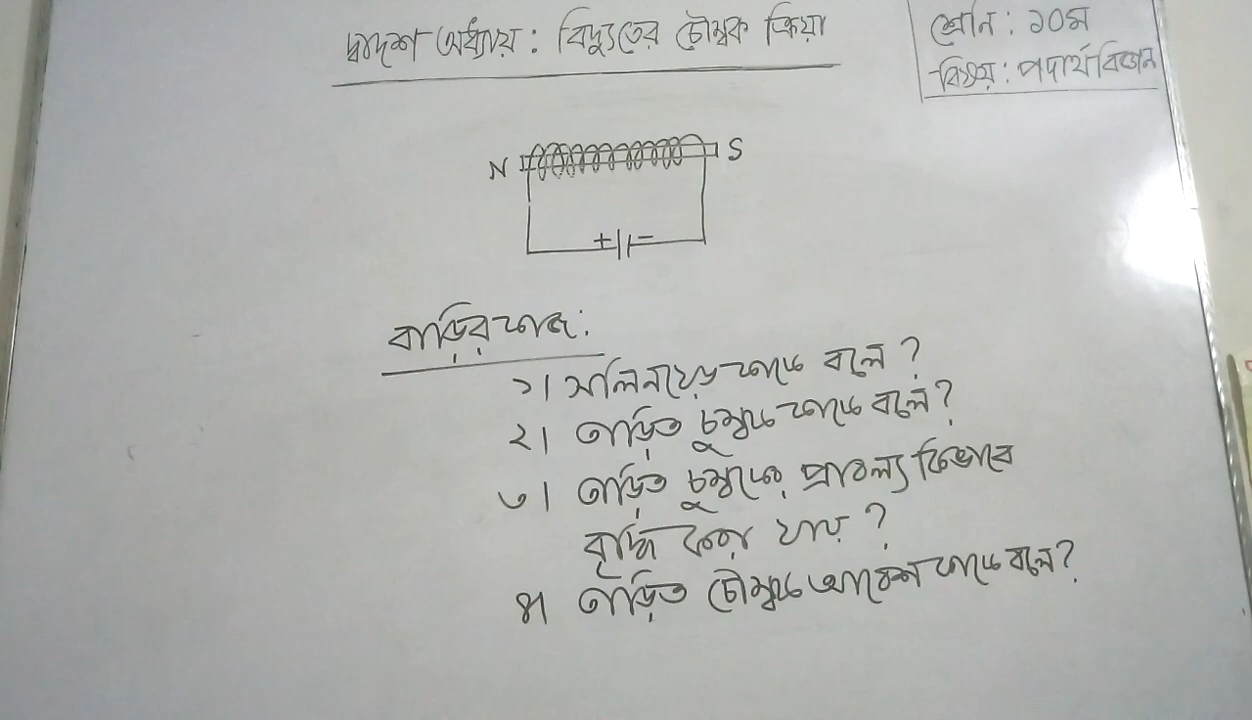 দ্বাদশ অধ্যায় : বিদ্যুতের চৌম্বক ক্রিয়া
শ্রেনি : ১০ম
বিষয় : পদার্থবিজ্ঞান
N S
+ -
বাড়ির কাজ :
১। সলিনয়েড কাকে বলে ?
২। তাড়িত চুম্বক কাকে বলে ?
৩। তাড়িত চুম্বকের প্রাবল্য কিভাবে
বৃদ্ধি করা যায় ?
৪। তাড়িত চৌম্বক আবেশ কাকে বলে ?